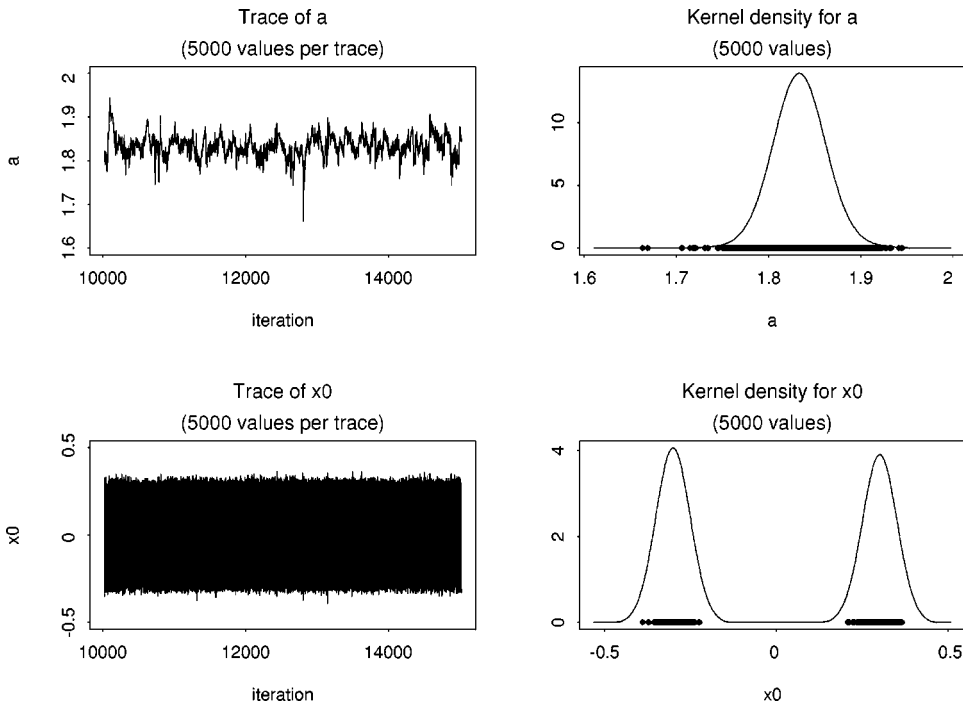 Trace of a
(5000 values per trace)
a
1.6
1.7
1.8
1.9
2
10000
12000
14000
iteration
Kernel density for a
(5000 values)
0
5
10
1.6
1.7
1.8
1.9
2
a
Trace of x0
(5000 values per trace)
x0
-0.5
0
0.5
10000
12000
14000
iteration
Kernel density for x0
(5000 values)
0
2
4
-0.5
0
0.5
x0